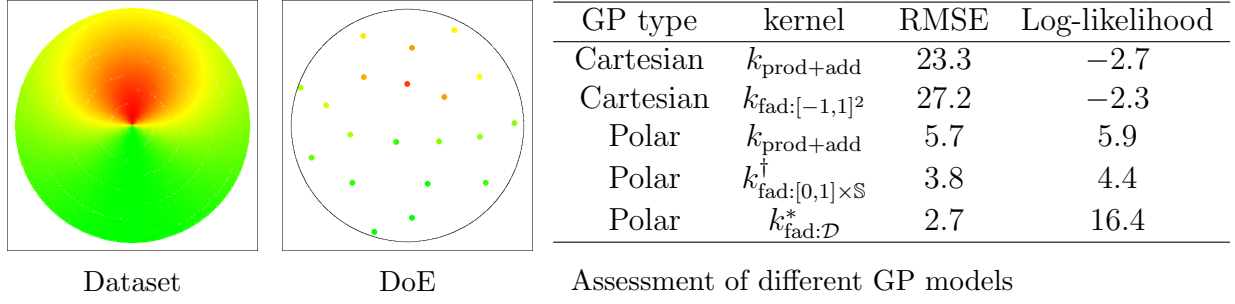 GP type kernel RMSE Log-likelihood
Cartesian k_prod+add 23.3 −2.7
Cartesian k_fad:[−1,1]² 27.2 −2.3
Polar k_prod+add 5.7 5.9
Polar k†_fad:[0,1]×𝕊 3.8 4.4
Polar k*_fad:𝒟 2.7 16.4
Dataset DoE Assessment of different GP models